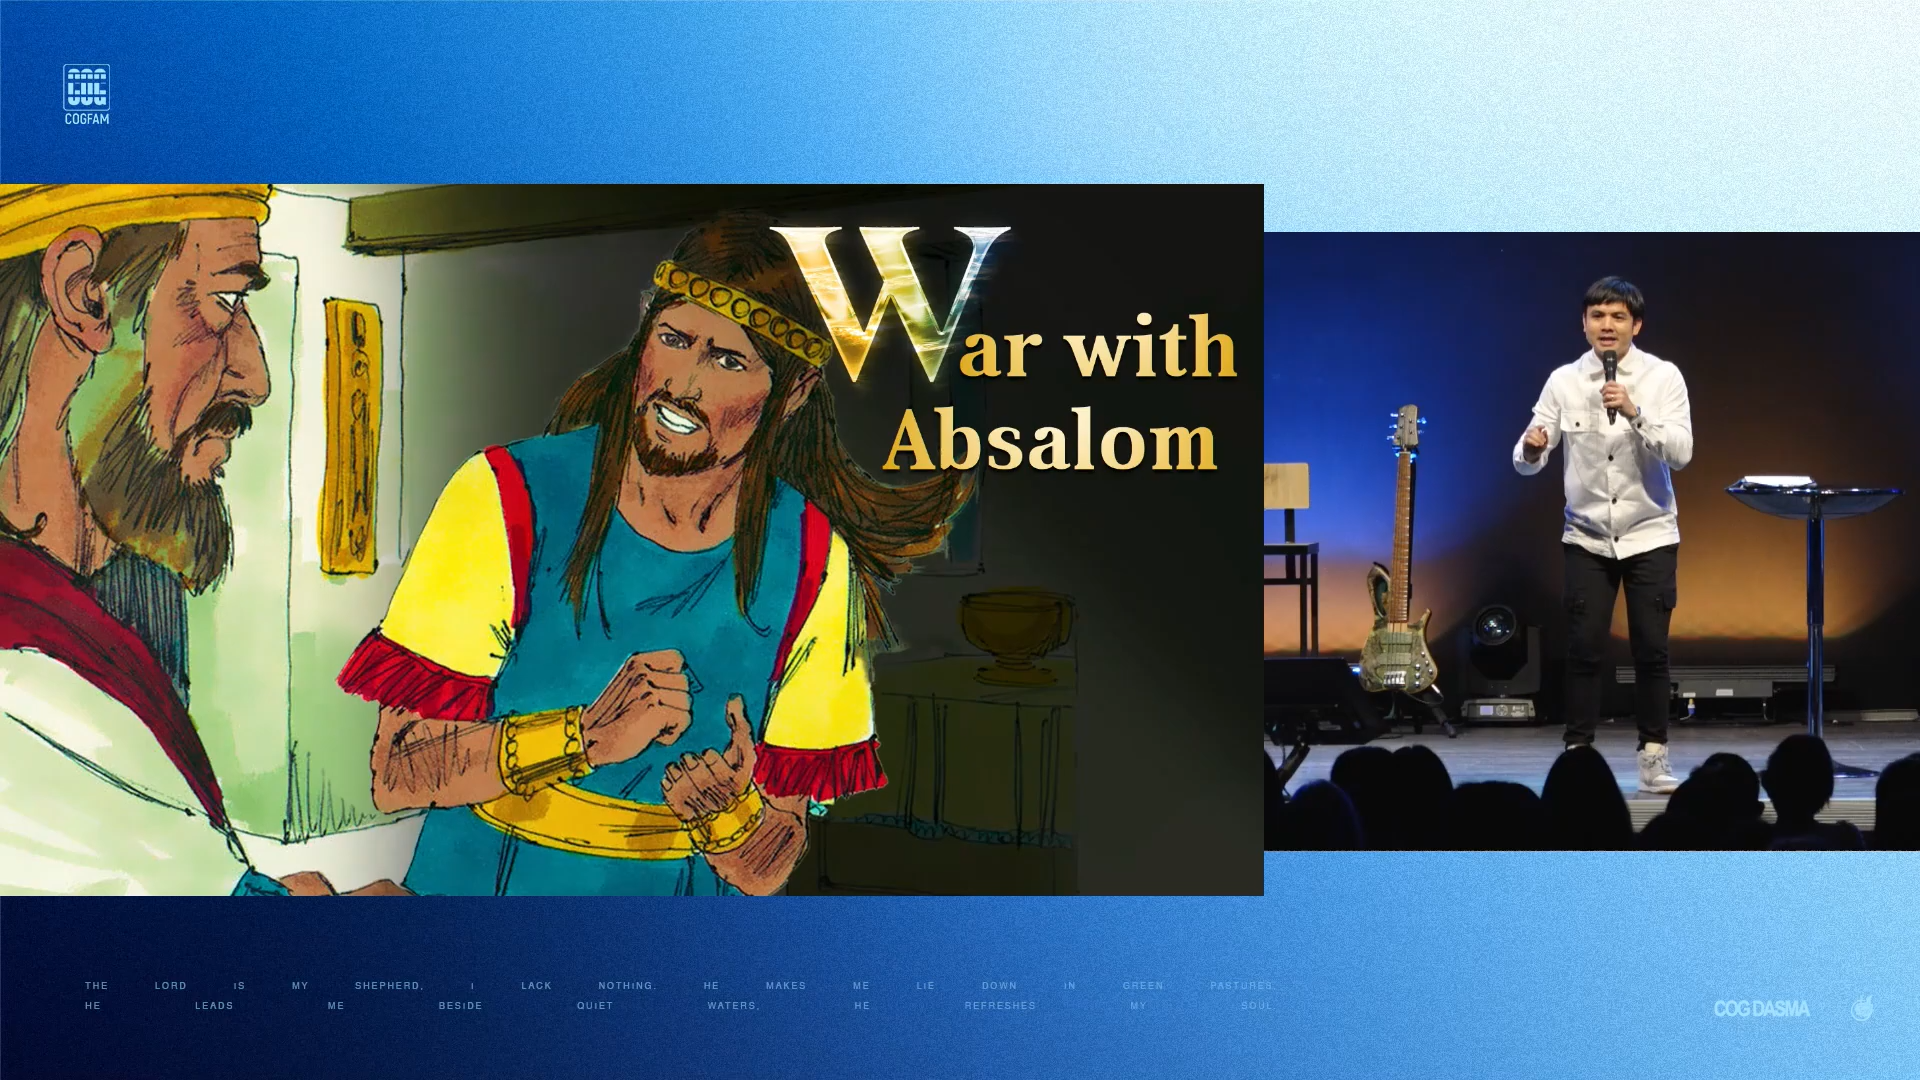 COG
COGFAM
War with
Absalom
THE LORD IS MY SHEPHERD, I LACK NOTHING. HE MAKES ME LIE DOWN IN GREEN PASTURES.
HE LEADS ME BESIDE QUIET WATERS, HE REFRESHES MY SOUL
COG DASMA